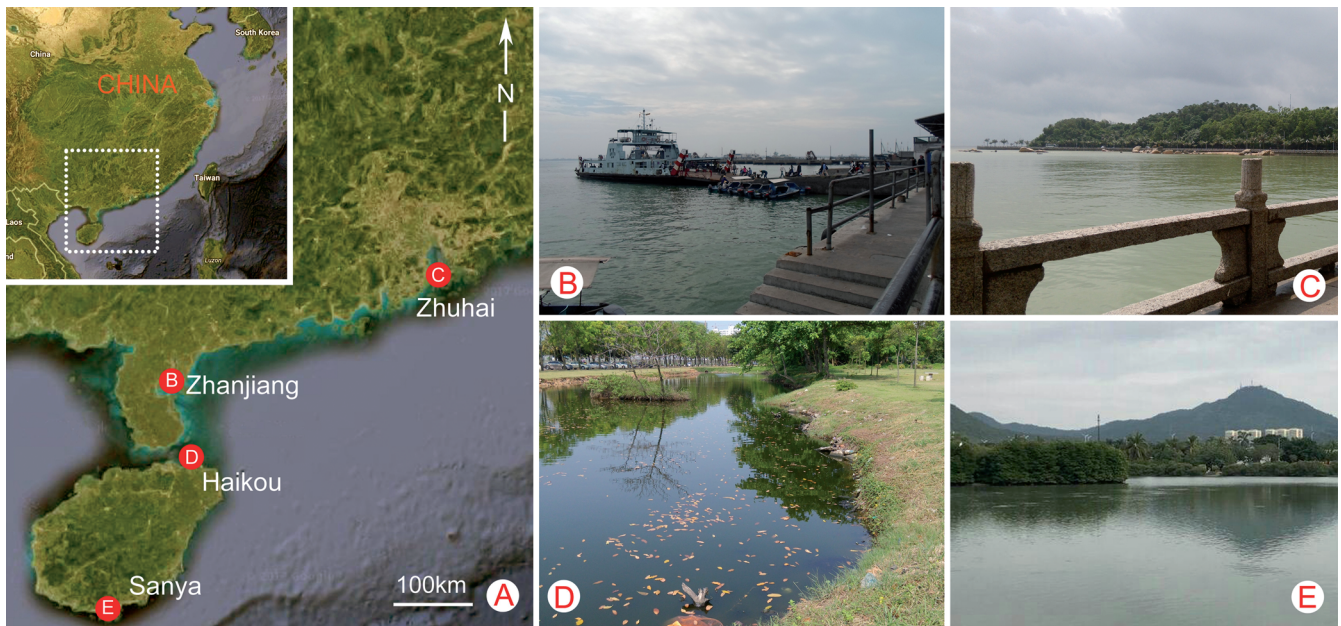 China
South Korea
CHINA
Taiwan
Laos
Luzon
N
C
Zhuhai
B
Zhanjiang
D
Haikou
Sanya
E
100km
A
B
C
D
E